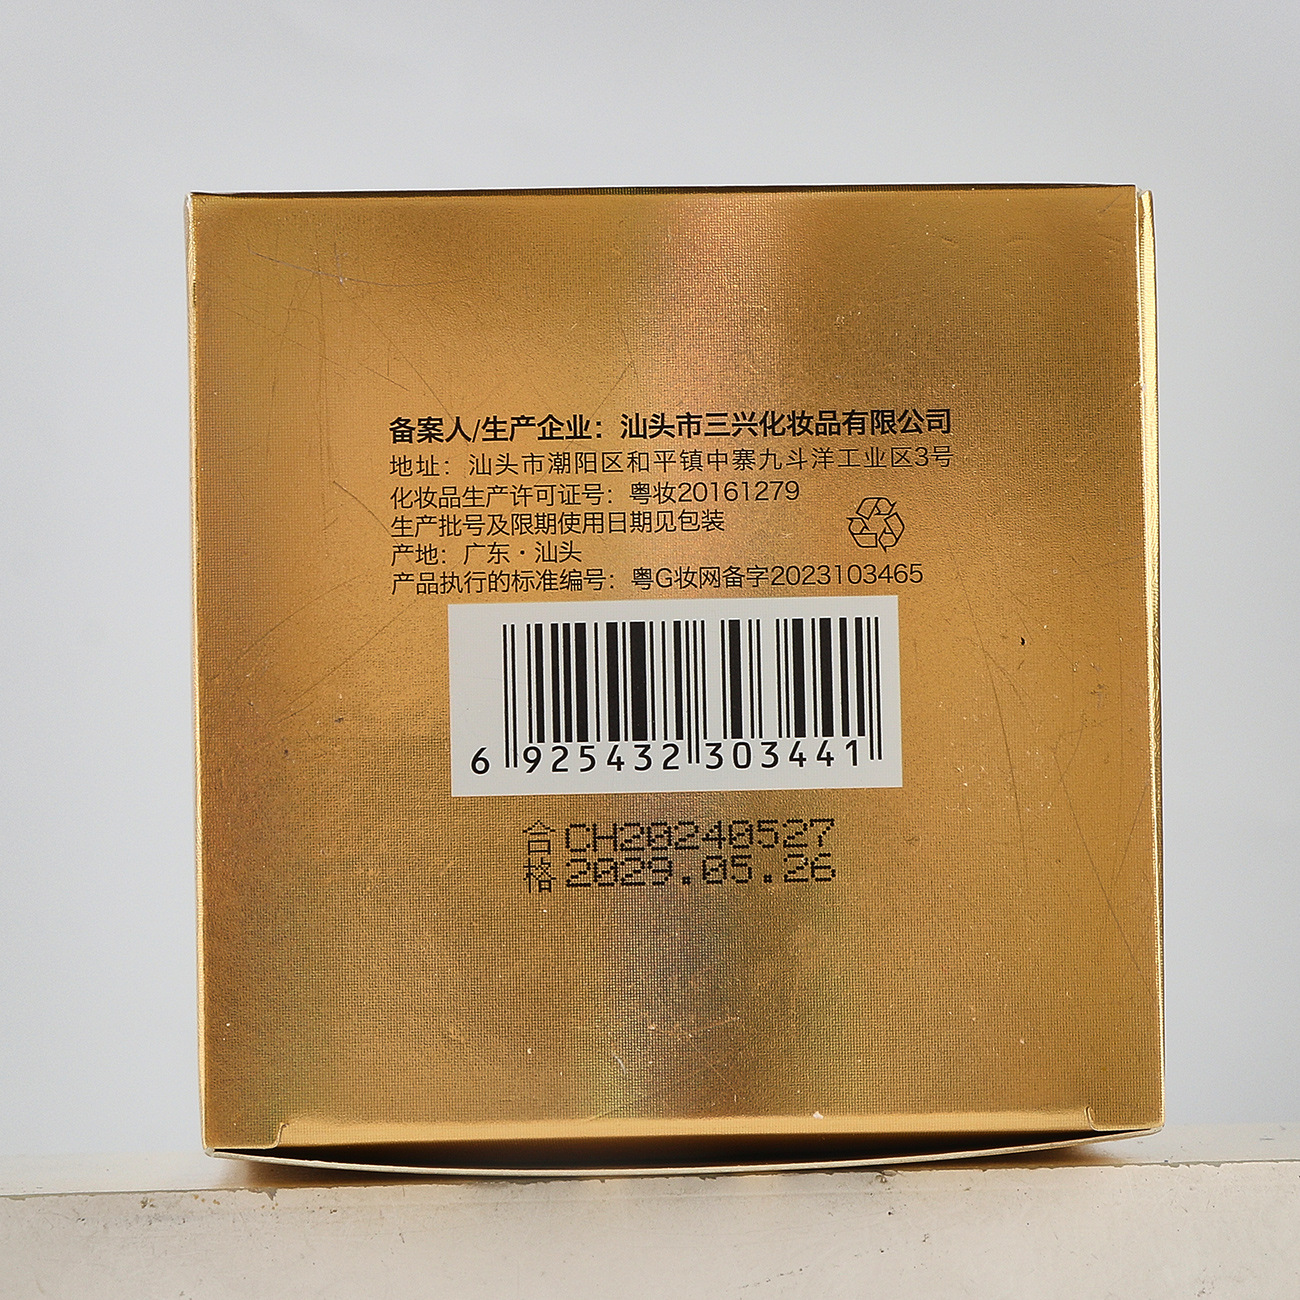 备案人/生产企业：汕头市三兴化妆品有限公司
地址：汕头市潮阳区和平镇中寨九斗洋工业区3号
化妆品生产许可证号：粤妆20161279
生产批号及限期使用日期见包装
产地：广东·汕头
产品执行的标准编号：粤G妆网备字2023103465
6 925432 303441
合格 CH20240527
2029.05.26